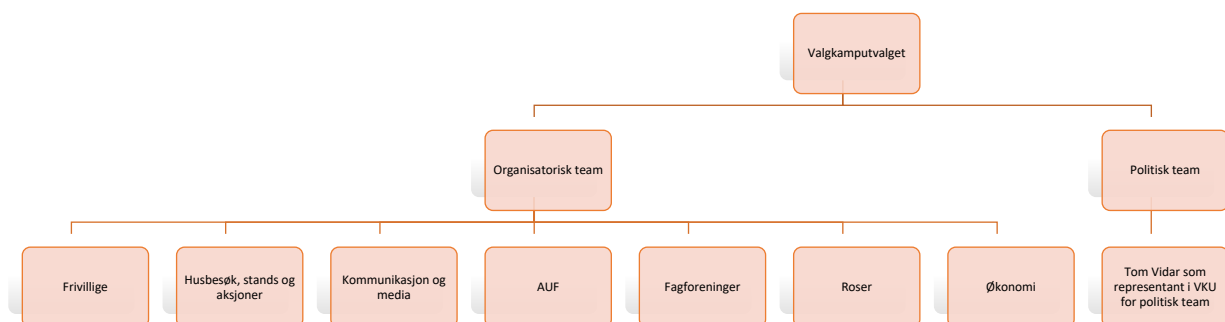 Valgkamputvalget
Organisatorisk team
Politisk team
Frivillige
Husbesøk, stands og
aksjoner
Kommunikasjon og
media
AUF
Fagforeninger
Roser
Økonomi
Tom Vidar som
representant i VKU
for politisk team